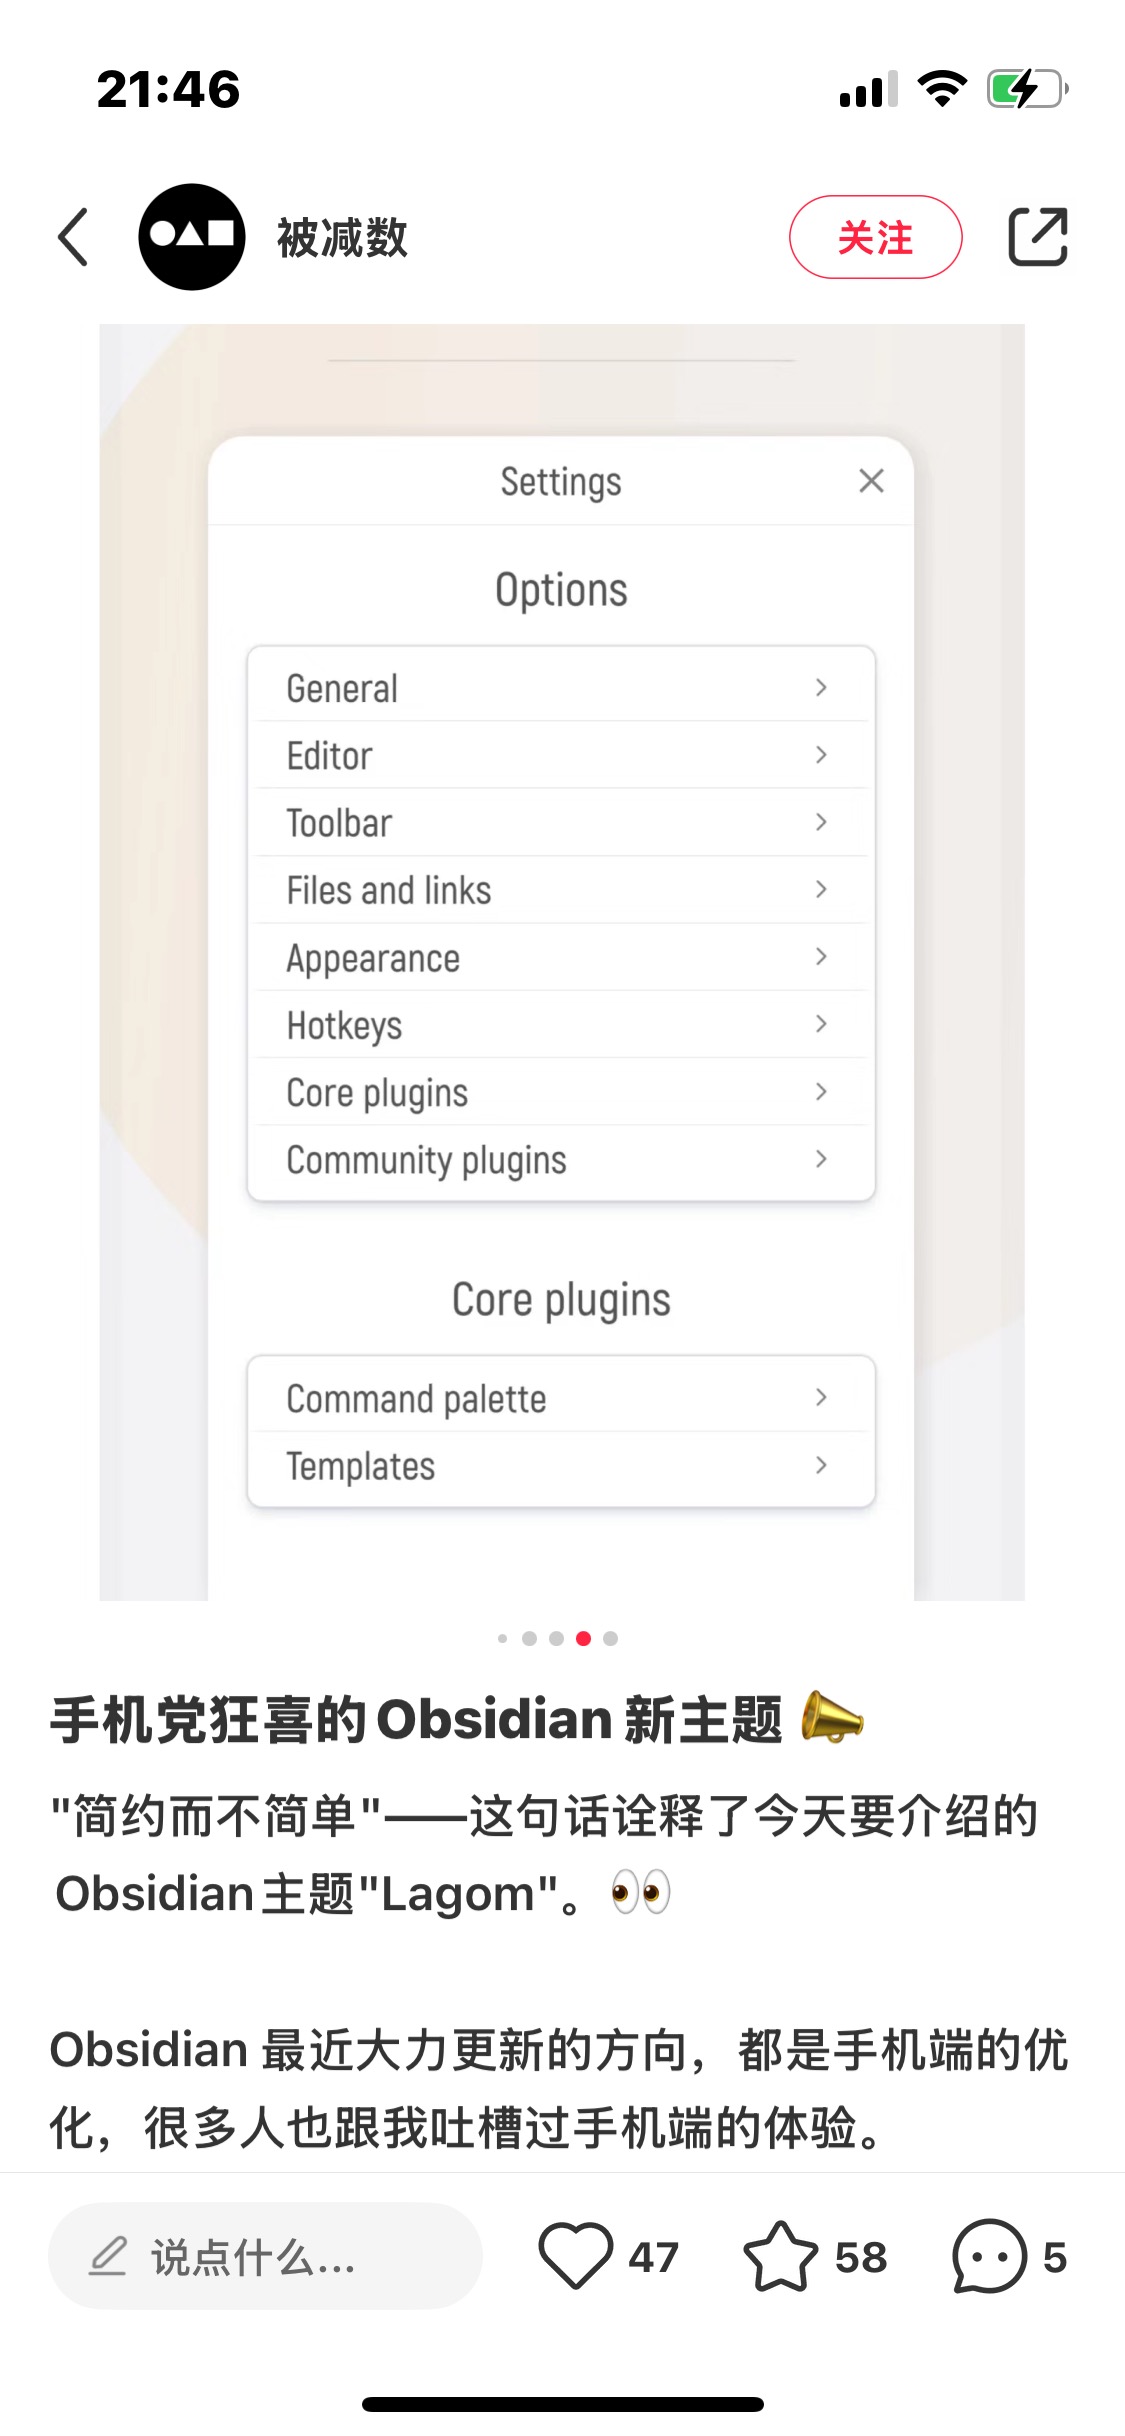 21:46
被减数
关注
Settings
Options
General
Editor
Toolbar
Files and links
Appearance
Hotkeys
Core plugins
Community plugins
Core plugins
Command palette
Templates
手机党狂喜的Obsidian 新主题 📣
"简约而不简单"——这句话诠释了今天要介绍的
Obsidian主题"Lagom"。👀
Obsidian 最近大力更新的方向，都是手机端的优
化，很多人也跟我吐槽过手机端的体验。
说点什么...
47
58
5